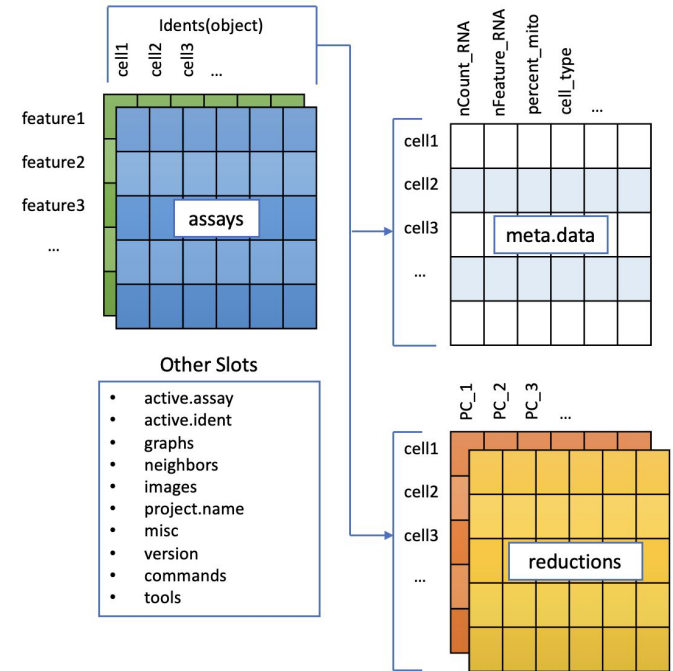 Idents(object)
cell1
cell2
cell3
...
feature1
feature2
feature3
...
assays
nCount_RNA
nFeature_RNA
percent_mito
cell_type
...
cell1
cell2
cell3
...
meta.data
Other Slots
• active.assay
• active.ident
• graphs
• neighbors
• images
• project.name
• misc
• version
• commands
• tools
PC_1
PC_2
PC_3
...
cell1
cell2
cell3
...
reductions